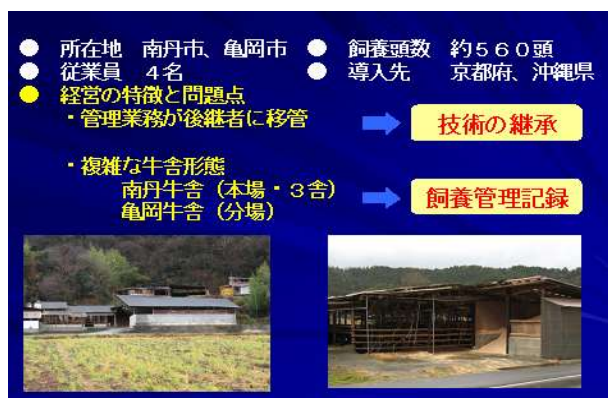 ● 所在地 南丹市、亀岡市 ● 飼養頭数 約560頭
● 従業員 4名 ● 導入先 京都府、沖縄県
● 経営の特徴と問題点
・管理業務が後継者に移管
技術の継承
・複雑な牛舎形態
南丹牛舎(本場・3舎)
亀岡牛舎(分場)
飼養管理記録